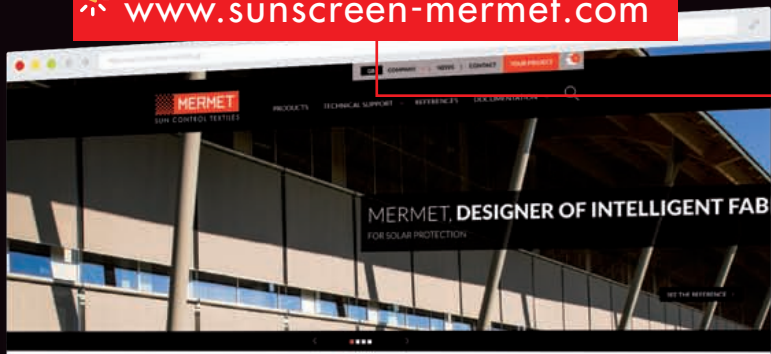 www.sunscreen-mermet.com
GB COMPANY NEWS CONTACT YOUR PROJECT
MERMET
SUN CONTROL TEXTILES
PRODUCTS TECHNICAL SUPPORT REFERENCES DOCUMENTATION
MERMET, DESIGNER OF INTELLIGENT FAB
FOR SOLAR PROTECTION
SEE THE REFERENCE